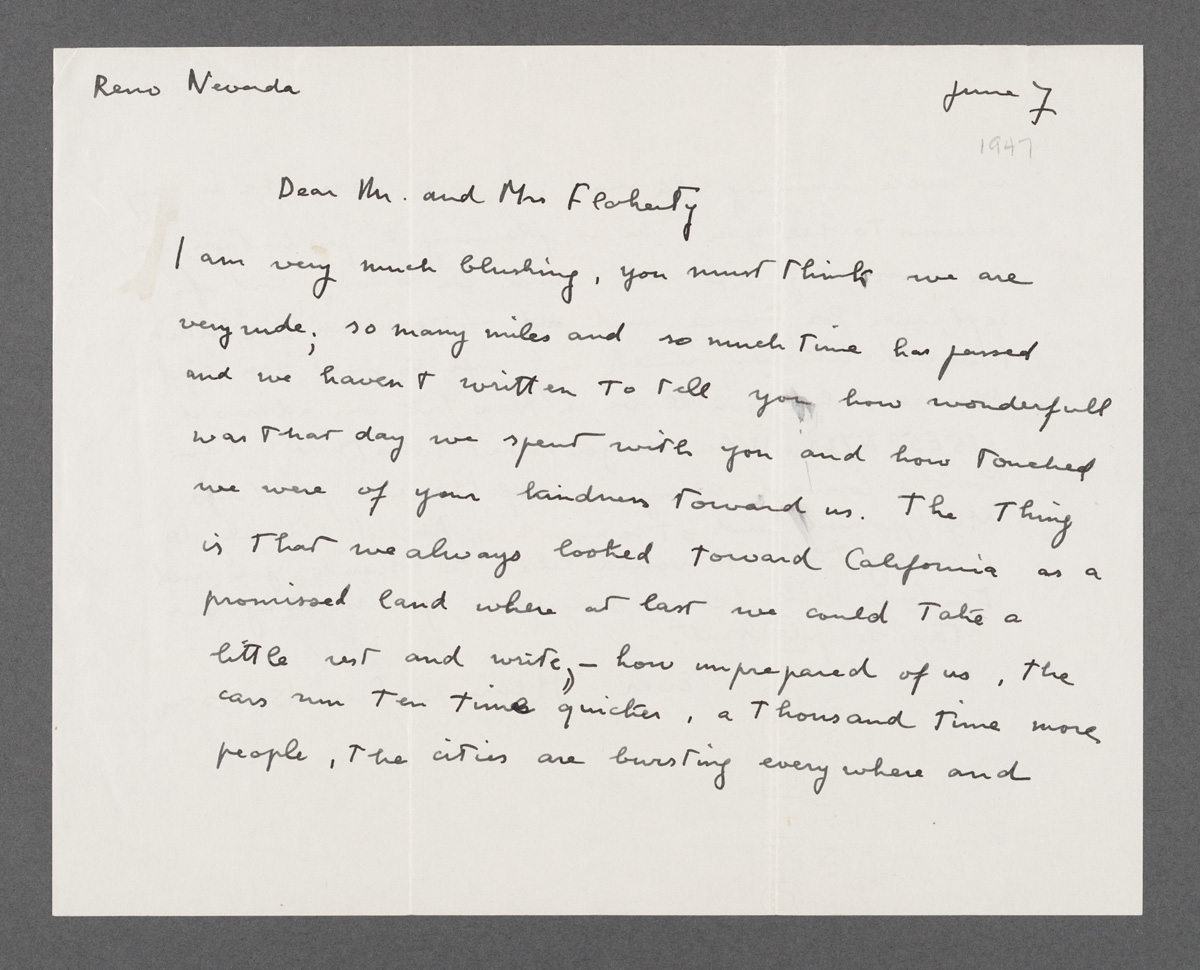 Reno Nevada
June 7
1947
Dear Mr. and Mrs Flaherty
I am very much blushing, you must think we are
very rude; so many miles and so much time has passed
and we haven't written to tell you how wonderfull
was that day we spent with you and how touched
we were of your kindness toward us. The thing
is that we always looked toward California as a
promissed land where at last we could take a
little rest and write; – how unprepared of us, the
cars run ten time quicker, a thousand time more
people, the cities are bursting everywhere and